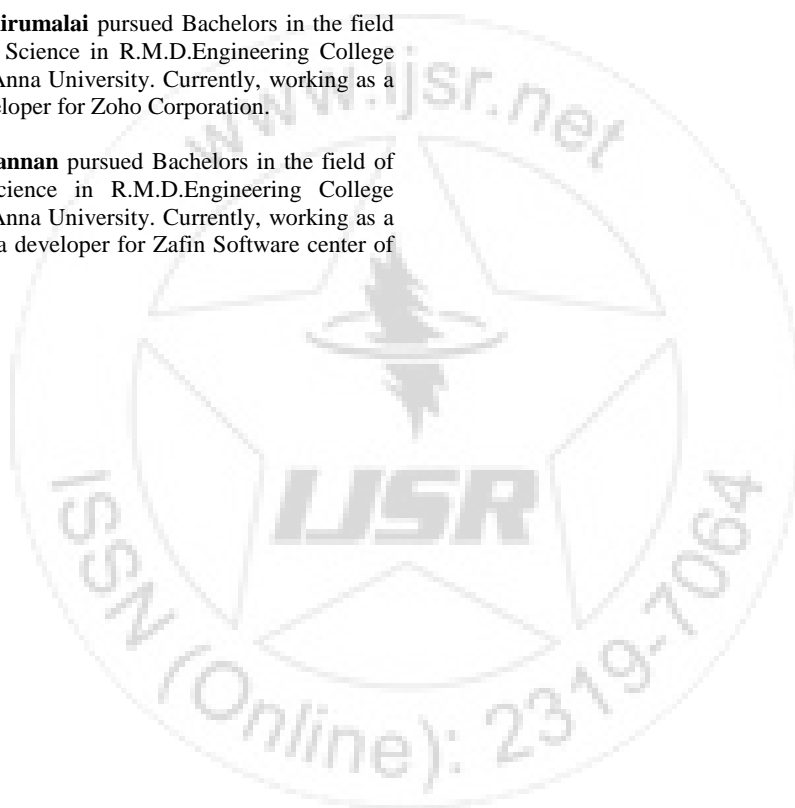 irumalai pursued Bachelors in the field
Science in R.M.D.Engineering College
Anna University. Currently, working as a
eloper for Zoho Corporation.
annan pursued Bachelors in the field of
cience in R.M.D.Engineering College
Anna University. Currently, working as a
a developer for Zafin Software center of
www.ijsr.net
IJSR
ISSN (Online): 2319-7064